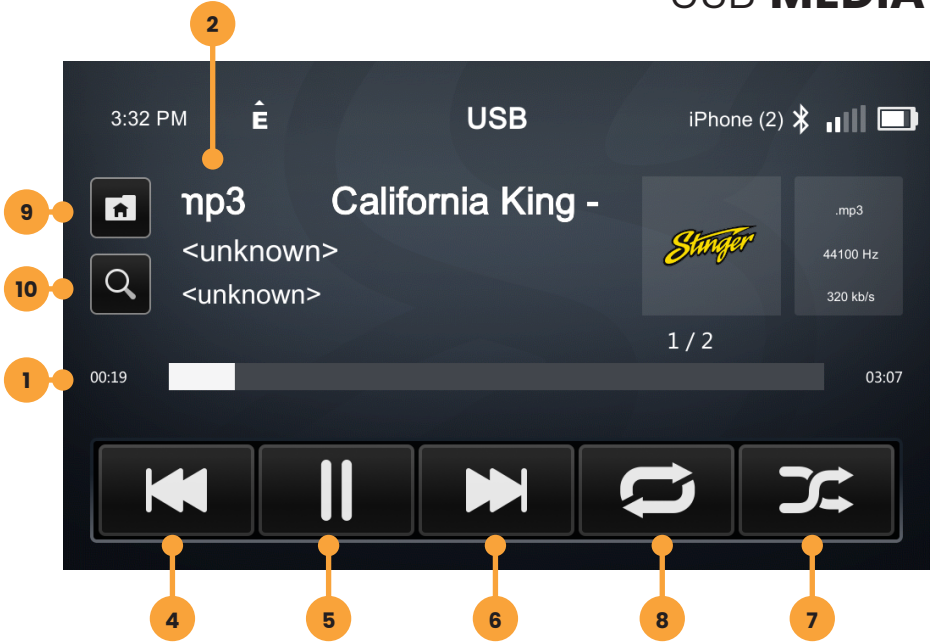 USB MEDIA
2
3:32 PM E USB iPhone (2)
9 mp3 California King -
.mp3
<unknown>
Stinger
44100 Hz
10 <unknown>
320 kb/s
1 / 2
1 00:19 03:07
4 5 6 8 7